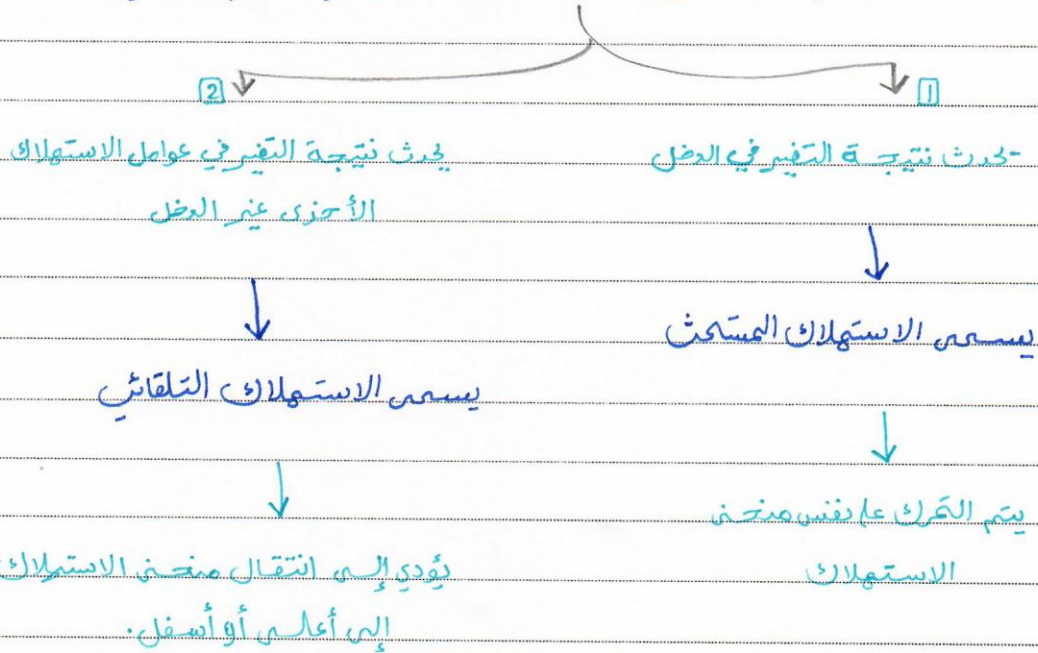 1
يحدث نتيجة التغير في الدخل
يسمى الاستهلاك المستحث
يتم التحرك على نفس منحنى
الاستهلاك
2
يحدث نتيجة التغير في عوامل الاستهلاك
الأخرى غير الدخل
يسمى الاستهلاك التلقائي
يؤدي إلى انتقال منحنى الاستهلاك
إلى أعلى أو أسفل.